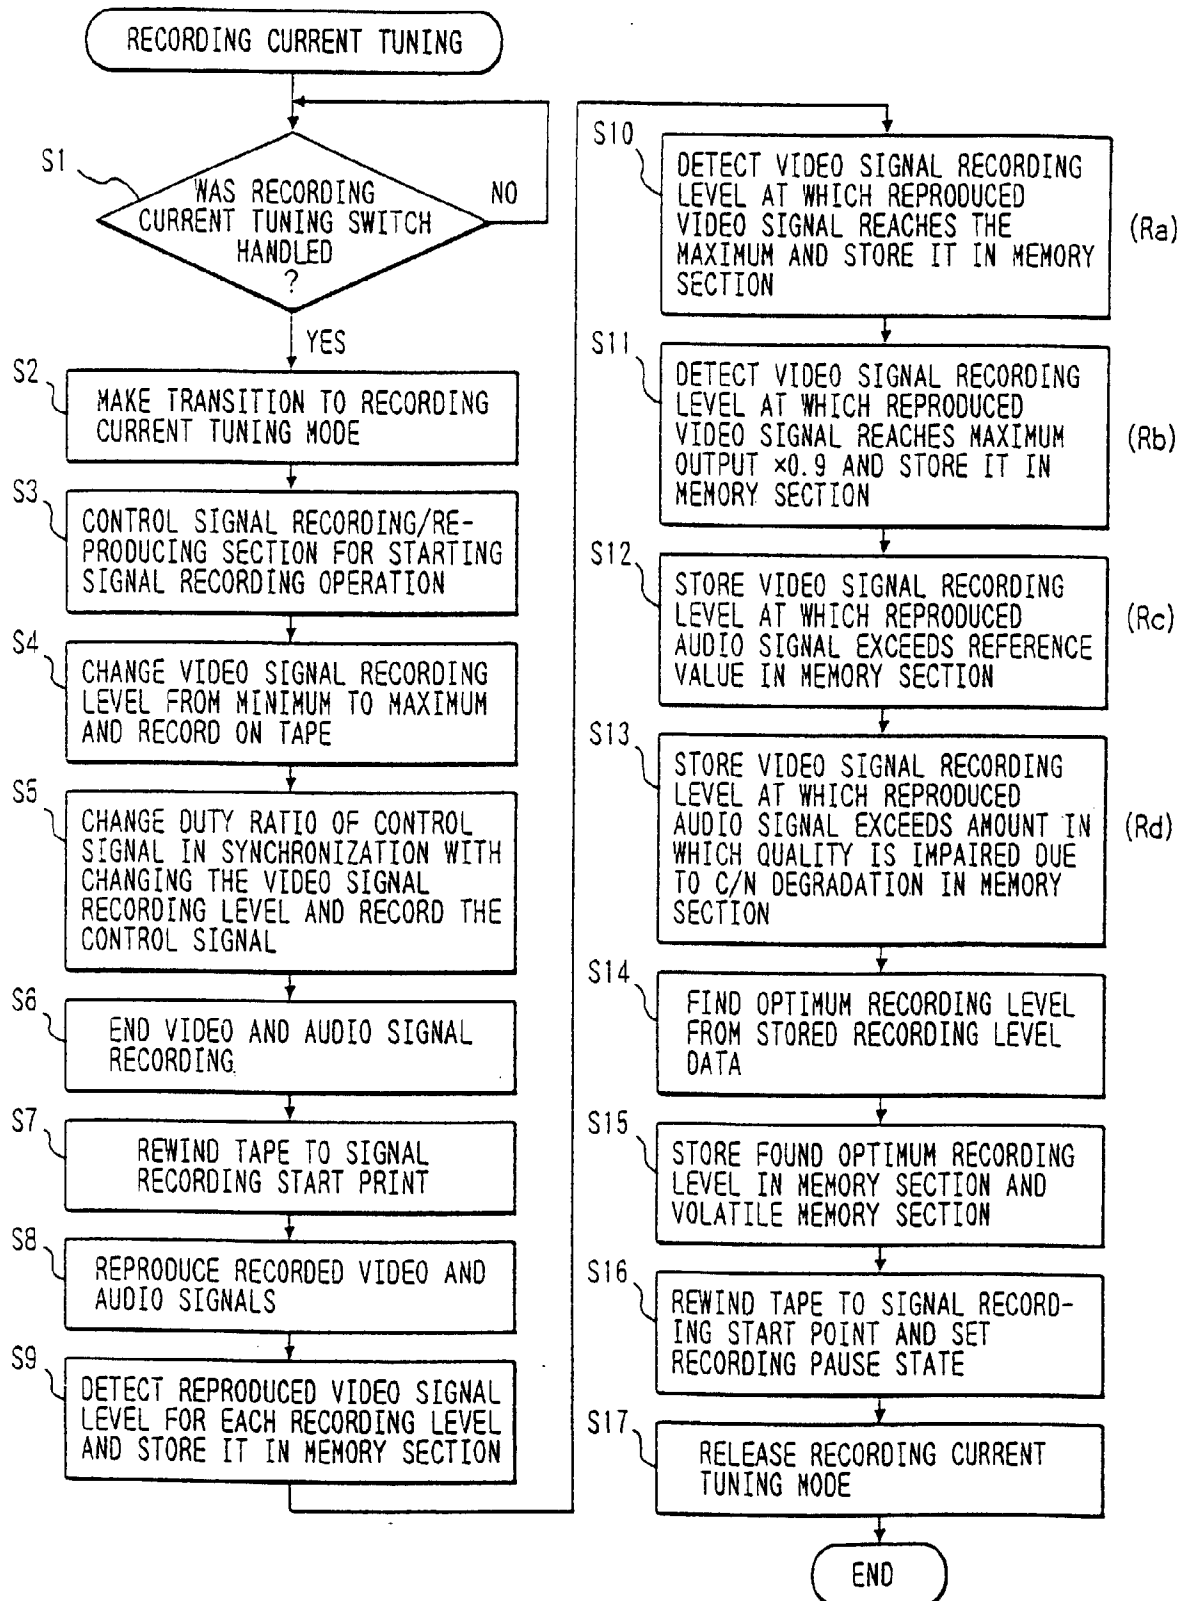 RECORDING CURRENT TUNING
S1
WAS RECORDING
CURRENT TUNING SWITCH
HANDLED
?
NO
YES
S2
MAKE TRANSITION TO RECORDING
CURRENT TUNING MODE
S3
CONTROL SIGNAL RECORDING/RE-
PRODUCING SECTION FOR STARTING
SIGNAL RECORDING OPERATION
S4
CHANGE VIDEO SIGNAL RECORDING
LEVEL FROM MINIMUM TO MAXIMUM
AND RECORD ON TAPE
S5
CHANGE DUTY RATIO OF CONTROL
SIGNAL IN SYNCHRONIZATION WITH
CHANGING THE VIDEO SIGNAL
RECORDING LEVEL AND RECORD THE
CONTROL SIGNAL
S6
END VIDEO AND AUDIO SIGNAL
RECORDING
S7
REWIND TAPE TO SIGNAL
RECORDING START PRINT
S8
REPRODUCE RECORDED VIDEO AND
AUDIO SIGNALS
S9
DETECT REPRODUCED VIDEO SIGNAL
LEVEL FOR EACH RECORDING LEVEL
AND STORE IT IN MEMORY SECTION
S10
DETECT VIDEO SIGNAL RECORDING
LEVEL AT WHICH REPRODUCED
VIDEO SIGNAL REACHES THE
MAXIMUM AND STORE IT IN MEMORY
SECTION
(Ra)
S11
DETECT VIDEO SIGNAL RECORDING
LEVEL AT WHICH REPRODUCED
VIDEO SIGNAL REACHES MAXIMUM
OUTPUT ×0.9 AND STORE IT IN
MEMORY SECTION
(Rb)
S12
STORE VIDEO SIGNAL RECORDING
LEVEL AT WHICH REPRODUCED
AUDIO SIGNAL EXCEEDS REFERENCE
VALUE IN MEMORY SECTION
(Rc)
S13
STORE VIDEO SIGNAL RECORDING
LEVEL AT WHICH REPRODUCED
AUDIO SIGNAL EXCEEDS AMOUNT IN
WHICH QUALITY IS IMPAIRED DUE
TO C/N DEGRADATION IN MEMORY
SECTION
(Rd)
S14
FIND OPTIMUM RECORDING LEVEL
FROM STORED RECORDING LEVEL
DATA
S15
STORE FOUND OPTIMUM RECORDING
LEVEL IN MEMORY SECTION AND
VOLATILE MEMORY SECTION
S16
REWIND TAPE TO SIGNAL RECORD-
ING START POINT AND SET
RECORDING PAUSE STATE
S17
RELEASE RECORDING CURRENT
TUNING MODE
END